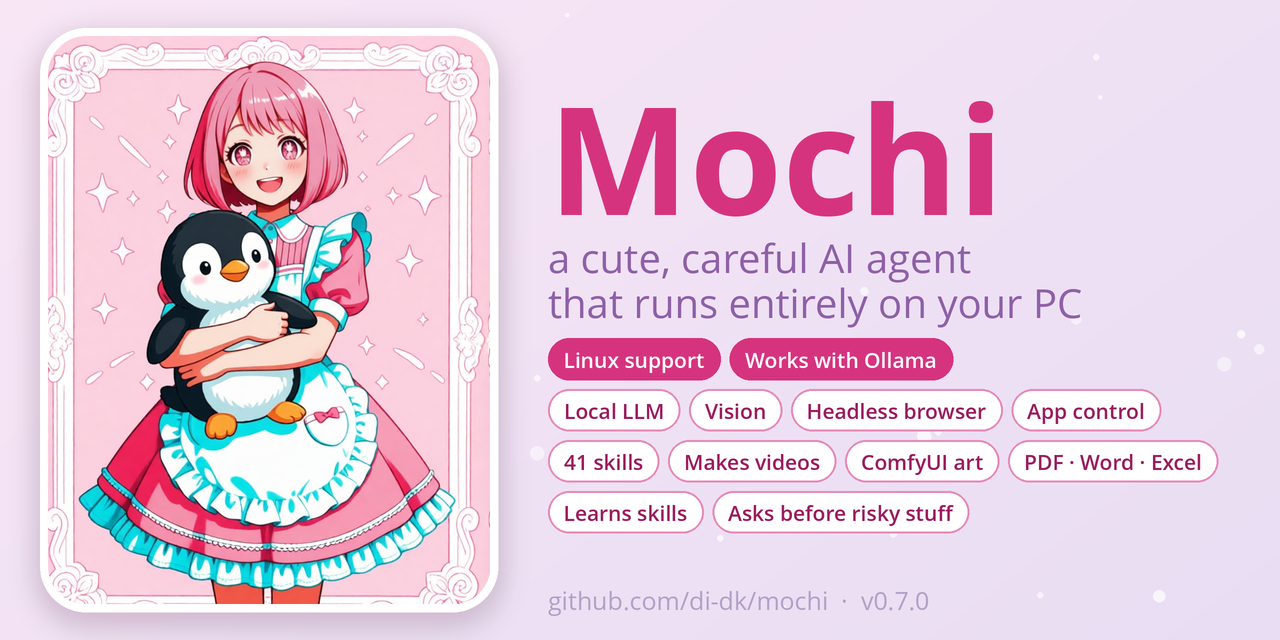 Mochi
a cute, careful AI agent
that runs entirely on your PC
Linux support Works with Ollama
Local LLM Vision Headless browser App control
41 skills Makes videos ComfyUI art PDF · Word · Excel
Learns skills Asks before risky stuff
github.com/di-dk/mochi · v0.7.0